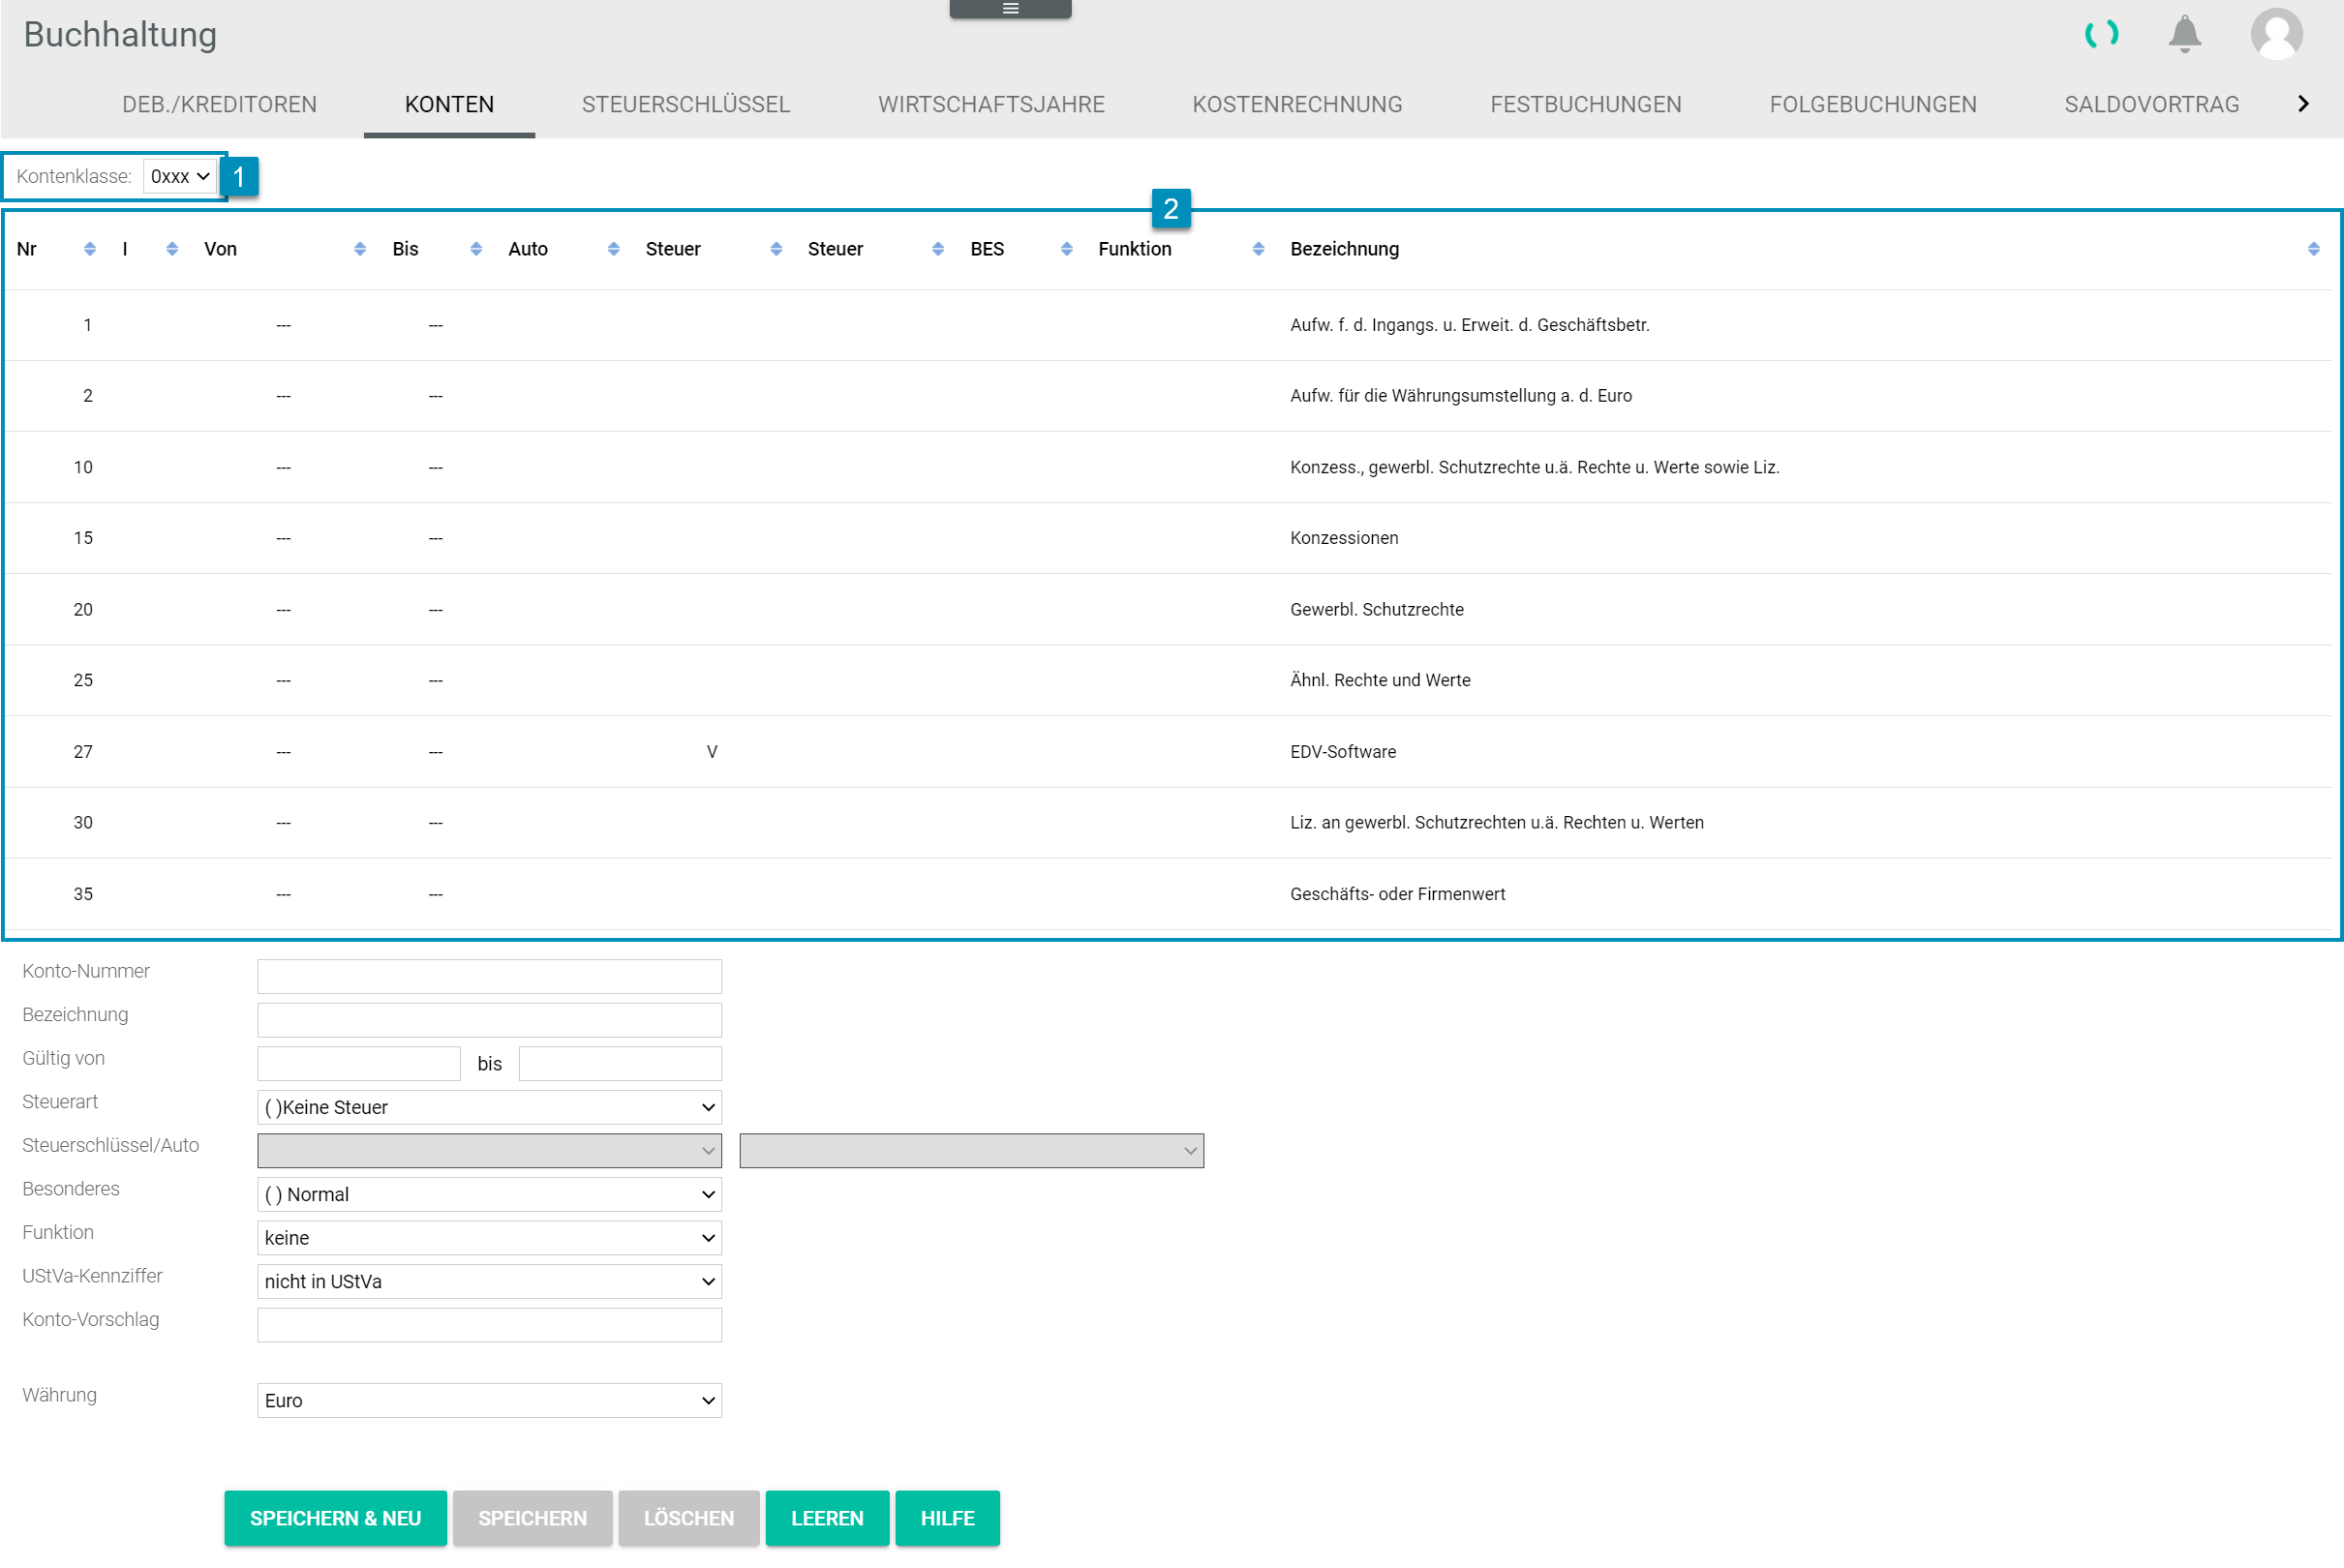 Buchhaltung
DEB./KREDITOREN KONTEN STEUERSCHLÜSSEL WIRTSCHAFTSJAHRE KOSTENRECHNUNG FESTBUCHUNGEN FOLGEBUCHUNGEN SALDOVORTRAG
Kontenklasse: 0xxx 1
2
Nr I Von Bis Auto Steuer Steuer BES Funktion Bezeichnung
1 --- --- Aufw. f. d. Ingangs. u. Erweit. d. Geschäftsbetr.
2 --- --- Aufw. für die Währungsumstellung a. d. Euro
10 --- --- Konzess., gewerbl. Schutzrechte u.ä. Rechte u. Werte sowie Liz.
15 --- --- Konzessionen
20 --- --- Gewerbl. Schutzrechte
25 --- --- Ähnl. Rechte und Werte
27 --- --- V EDV-Software
30 --- --- Liz. an gewerbl. Schutzrechten u.ä. Rechten u. Werten
35 --- --- Geschäfts- oder Firmenwert
Konto-Nummer
Bezeichnung
Gültig von bis
Steuerart ( )Keine Steuer
Steuerschlüssel/Auto
Besonderes ( ) Normal
Funktion keine
UStVa-Kennziffer nicht in UStVa
Konto-Vorschlag
Währung Euro
SPEICHERN & NEU SPEICHERN LÖSCHEN LEEREN HILFE